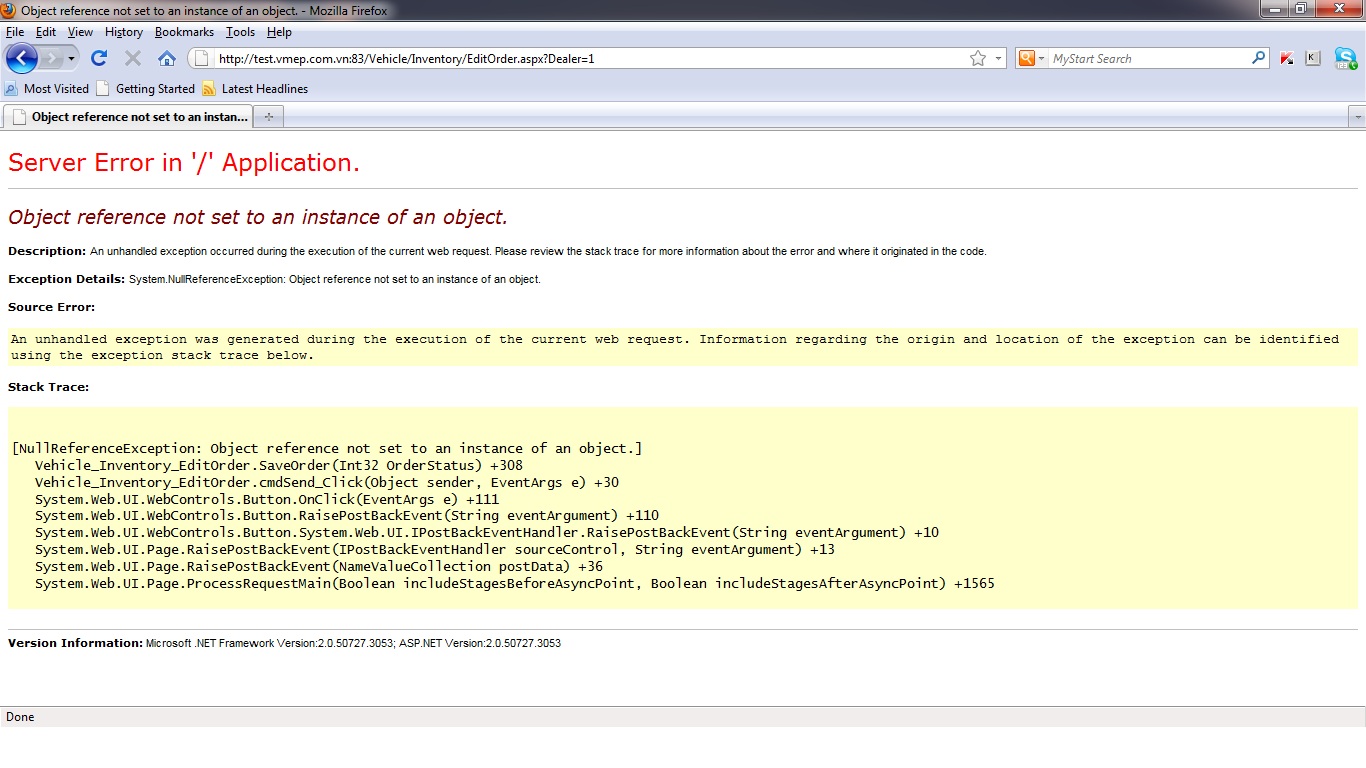 Object reference not set to an instance of an object. - Mozilla Firefox
File Edit View History Bookmarks Tools Help
http://test.vmep.com.vn:83/Vehicle/Inventory/EditOrder.aspx?Dealer=1
MyStart Search
Most Visited Getting Started Latest Headlines
Object reference not set to an instan...
Server Error in '/' Application.
Object reference not set to an instance of an object.
Description: An unhandled exception occurred during the execution of the current web request. Please review the stack trace for more information about the error and where it originated in the code.
Exception Details: System.NullReferenceException: Object reference not set to an instance of an object.
Source Error:
An unhandled exception was generated during the execution of the current web request. Information regarding the origin and location of the exception can be identified
using the exception stack trace below.
Stack Trace:
[NullReferenceException: Object reference not set to an instance of an object.]
Vehicle_Inventory_EditOrder.SaveOrder(Int32 OrderStatus) +308
Vehicle_Inventory_EditOrder.cmdSend_Click(Object sender, EventArgs e) +30
System.Web.UI.WebControls.Button.OnClick(EventArgs e) +111
System.Web.UI.WebControls.Button.RaisePostBackEvent(String eventArgument) +110
System.Web.UI.WebControls.Button.System.Web.UI.IPostBackEventHandler.RaisePostBackEvent(String eventArgument) +10
System.Web.UI.Page.RaisePostBackEvent(IPostBackEventHandler sourceControl, String eventArgument) +13
System.Web.UI.Page.RaisePostBackEvent(NameValueCollection postData) +36
System.Web.UI.Page.ProcessRequestMain(Boolean includeStagesBeforeAsyncPoint, Boolean includeStagesAfterAsyncPoint) +1565
Version Information: Microsoft .NET Framework Version:2.0.50727.3053; ASP.NET Version:2.0.50727.3053
Done